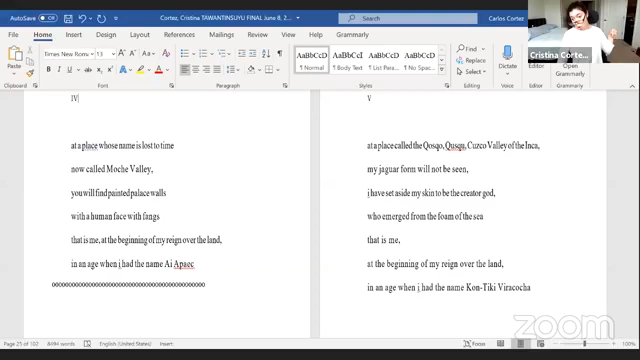 AutoSave Off
Cortez, Cristina TAWANTINSUYU FINAL June 8, 2...
Search
Carlos Cortez
File Home Insert Draw Design Layout References Mailings Review View Help
Times New Roma 13
Paste
Clipboard Font Paragraph Styles Editing
AaBbCcD AaBbCcD AaBbCcD AaBbCcD
¶ Normal ¶ Body Text ¶ List Para... ¶ No Spac...
Find
Replace
Select
Open Grammarly
Grammarly
Cristina Corte...
IV
at a place whose name is lost to time
now called Moche Valley,
you will find painted palace walls
with a human face with fangs
that is me, at the beginning of my reign over the land,
in an age when i had the name Ai Apaec
V
at a place called the Qosqo, Qusqu, Cuzco Valley of the Inca,
my jaguar form will not be seen,
i have set aside my skin to be the creator god,
who emerged from the foam of the sea
that is me,
at the beginning of my reign over the land,
in an age when i had the name Kon-Tiki Viracocha
Page 25 of 102 8494 words English (United States) Insert
Focus
100%
zoom